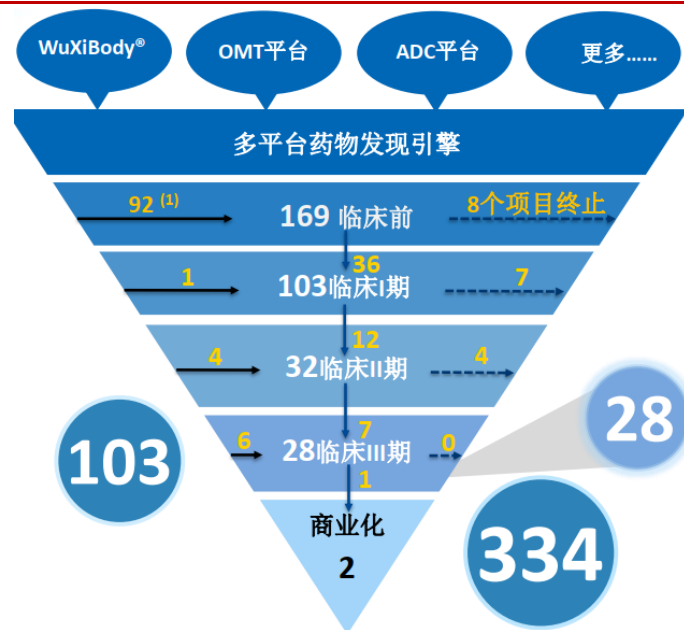 WuXiBody®
OMT平台
ADC平台
更多……
多平台药物发现引擎
92 (1)
169 临床前
8个项目终止
36
1
103临床I期
7
12
4
32临床II期
4
7
6
28临床III期
0
1
28
103
商业化
2
334